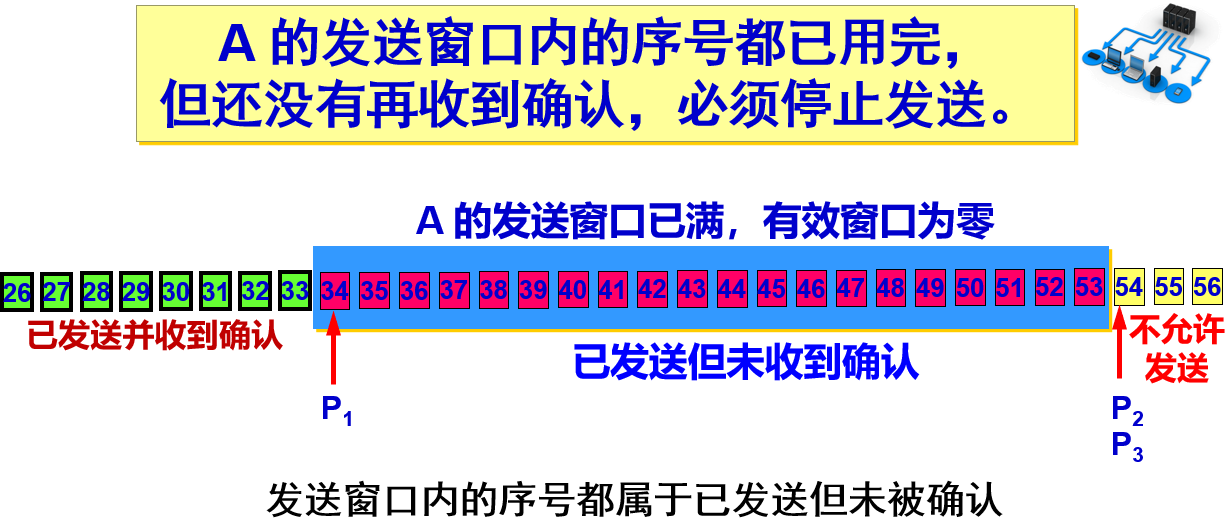 A 的发送窗口内的序号都已用完，
但还没有再收到确认，必须停止发送。
A 的发送窗口已满，有效窗口为零
26 27 28 29 30 31 32 33 34 35 36 37 38 39 40 41 42 43 44 45 46 47 48 49 50 51 52 53 54 55 56
已发送并收到确认
已发送但未收到确认
不允许
发送
P1
P2
P3
发送窗口内的序号都属于已发送但未被确认